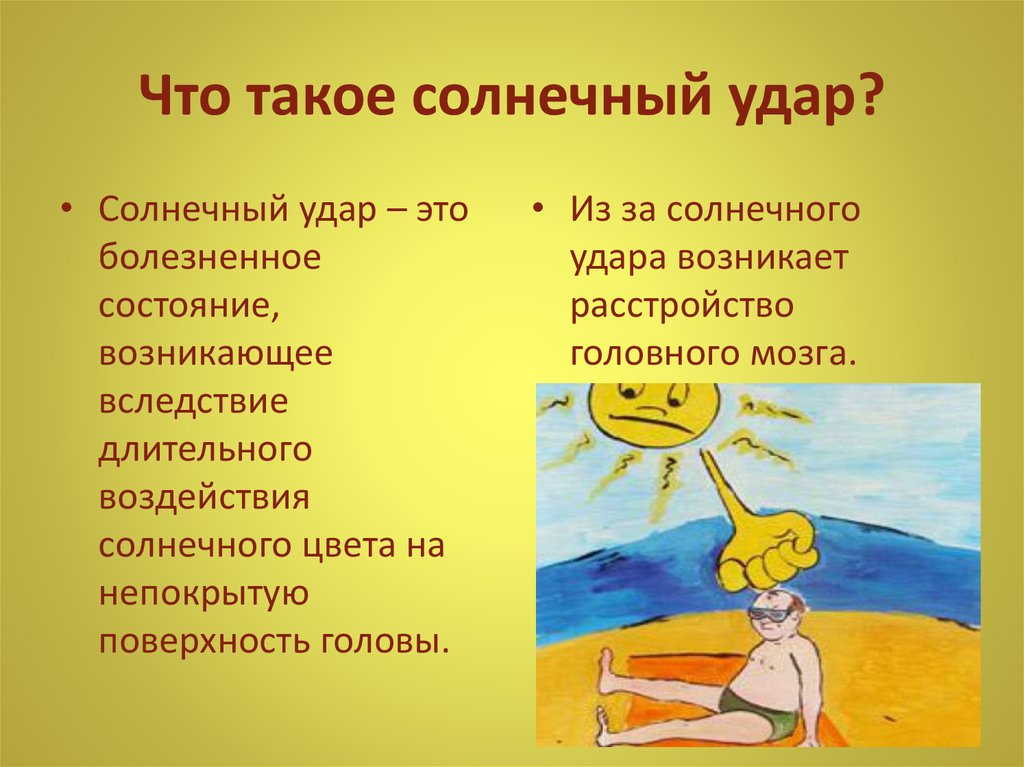 Что такое солнечный удар?
• Солнечный удар – это
болезненное
состояние,
возникающее
вследствие
длительного
воздействия
солнечного цвета на
непокрытую
поверхность головы.
• Из за солнечного
удара возникает
расстройство
головного мозга.